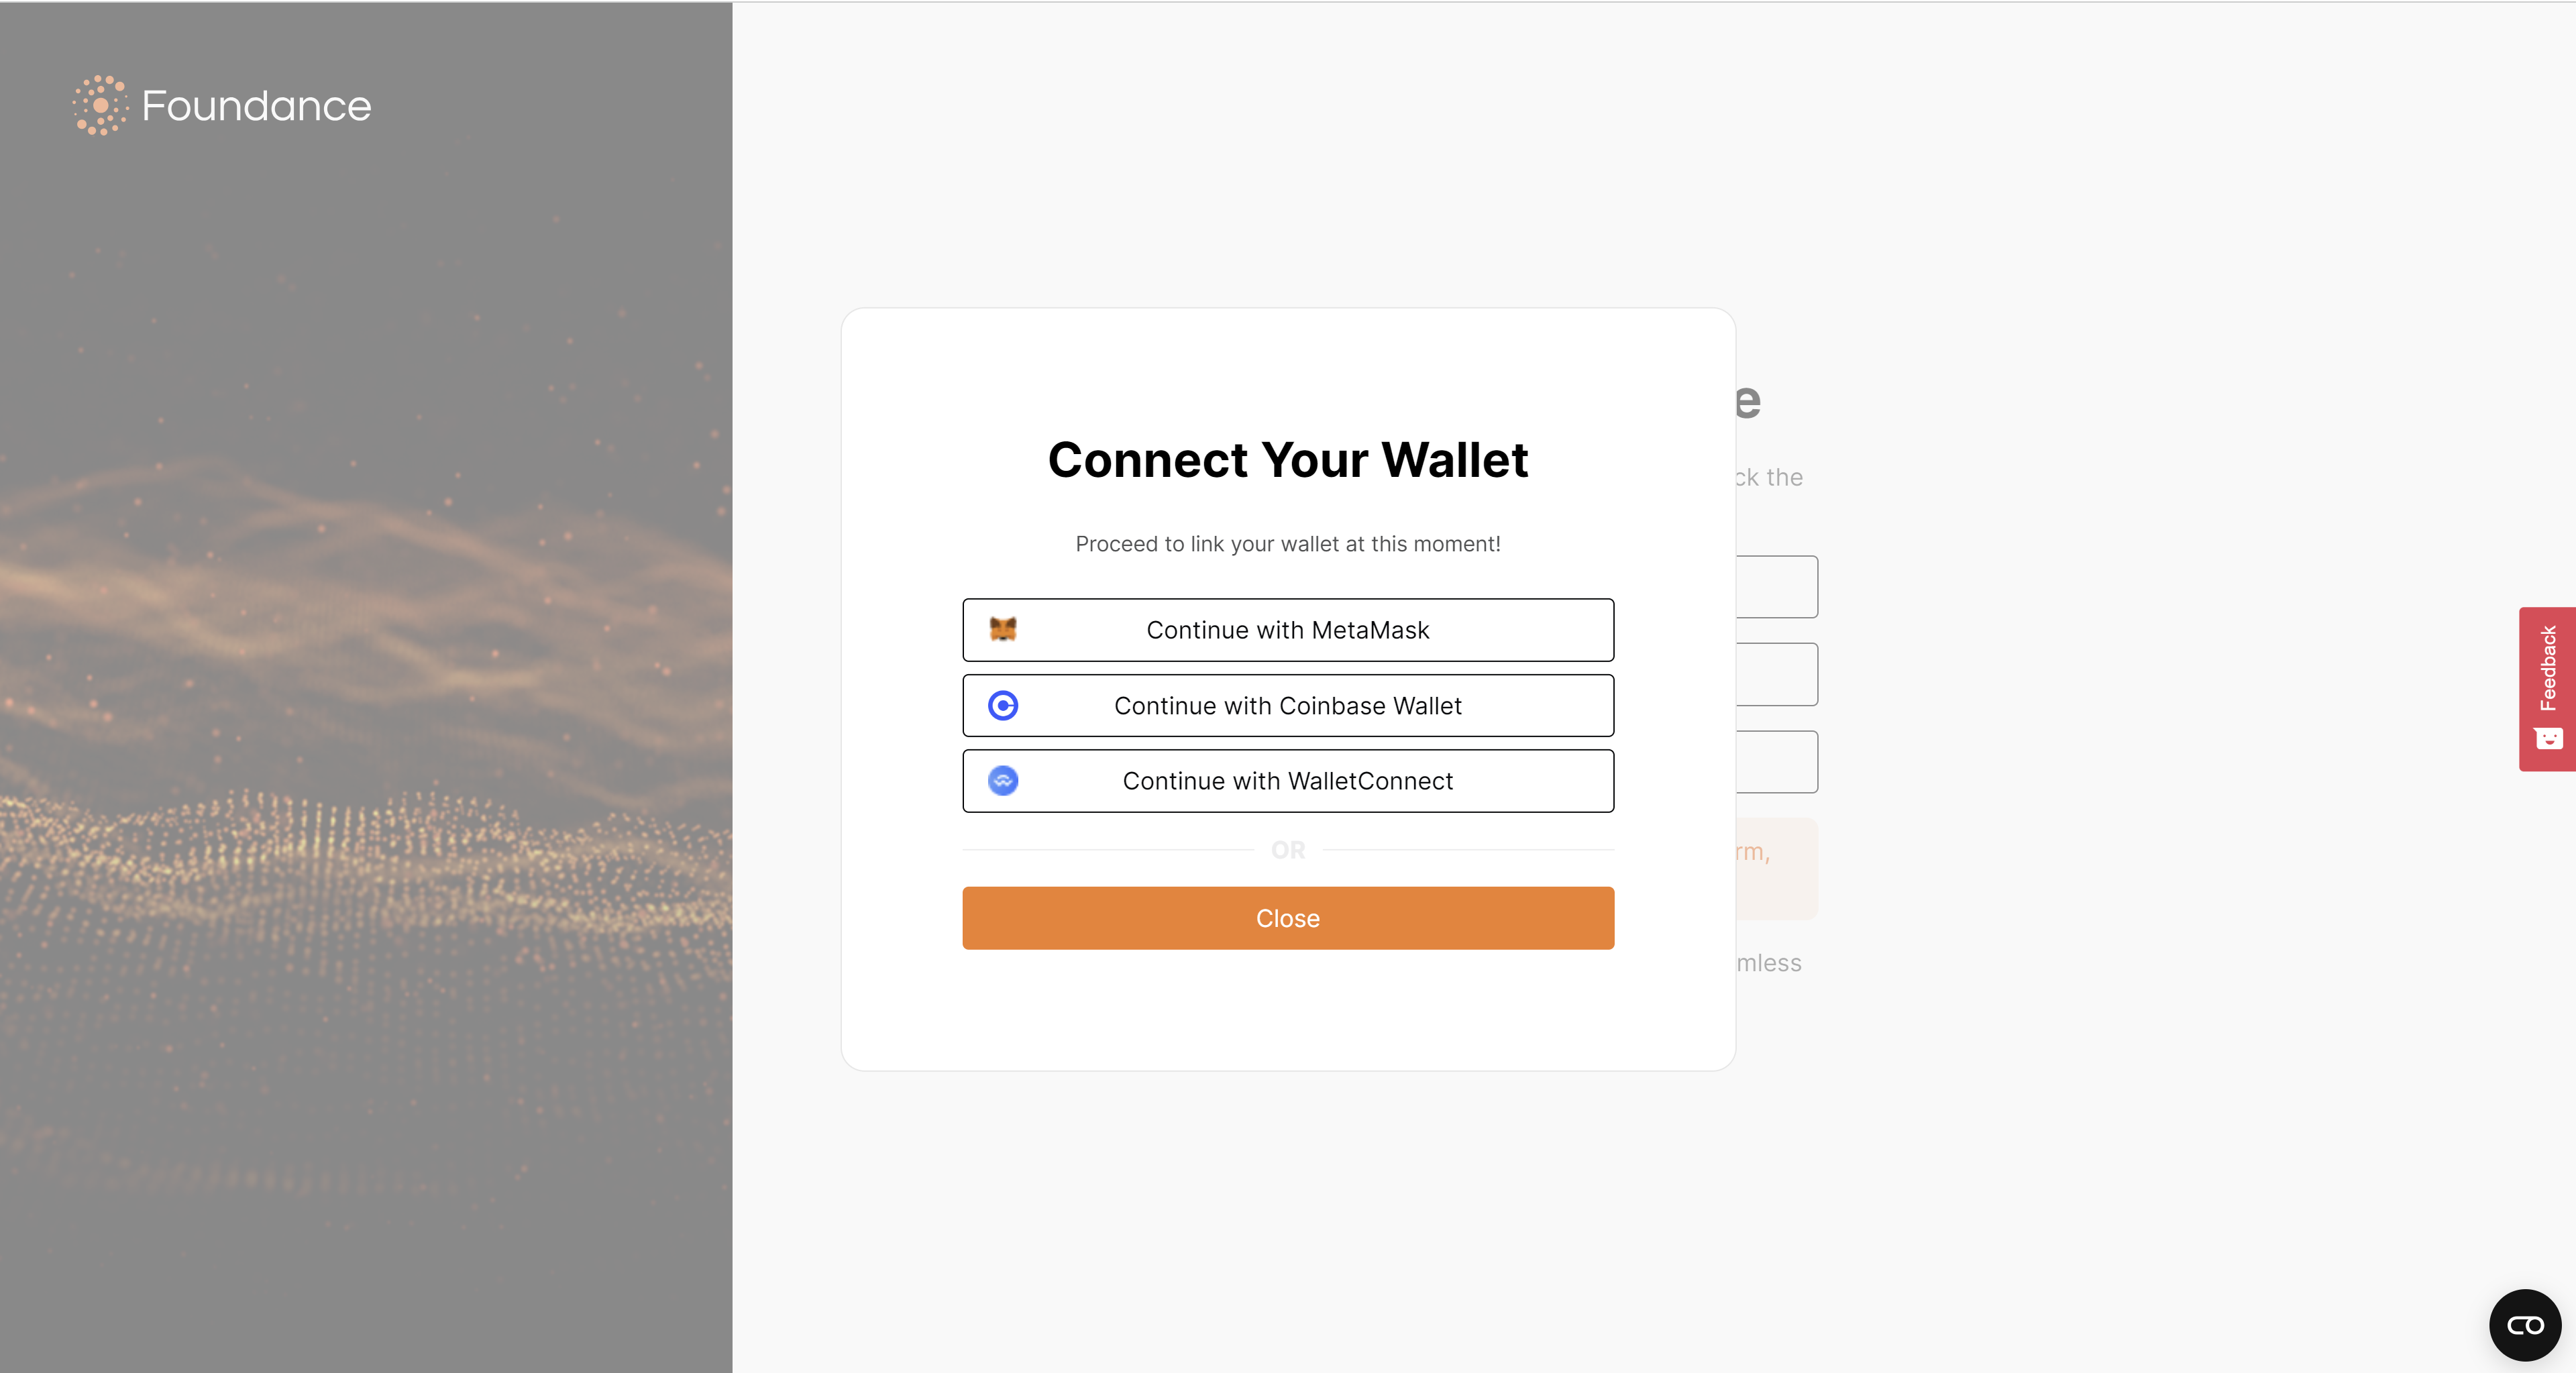 Foundance
e
Connect Your Wallet
ck the
Proceed to link your wallet at this moment!
Continue with MetaMask
Continue with Coinbase Wallet
Continue with WalletConnect
OR
rm,
Close
mless
Feedback